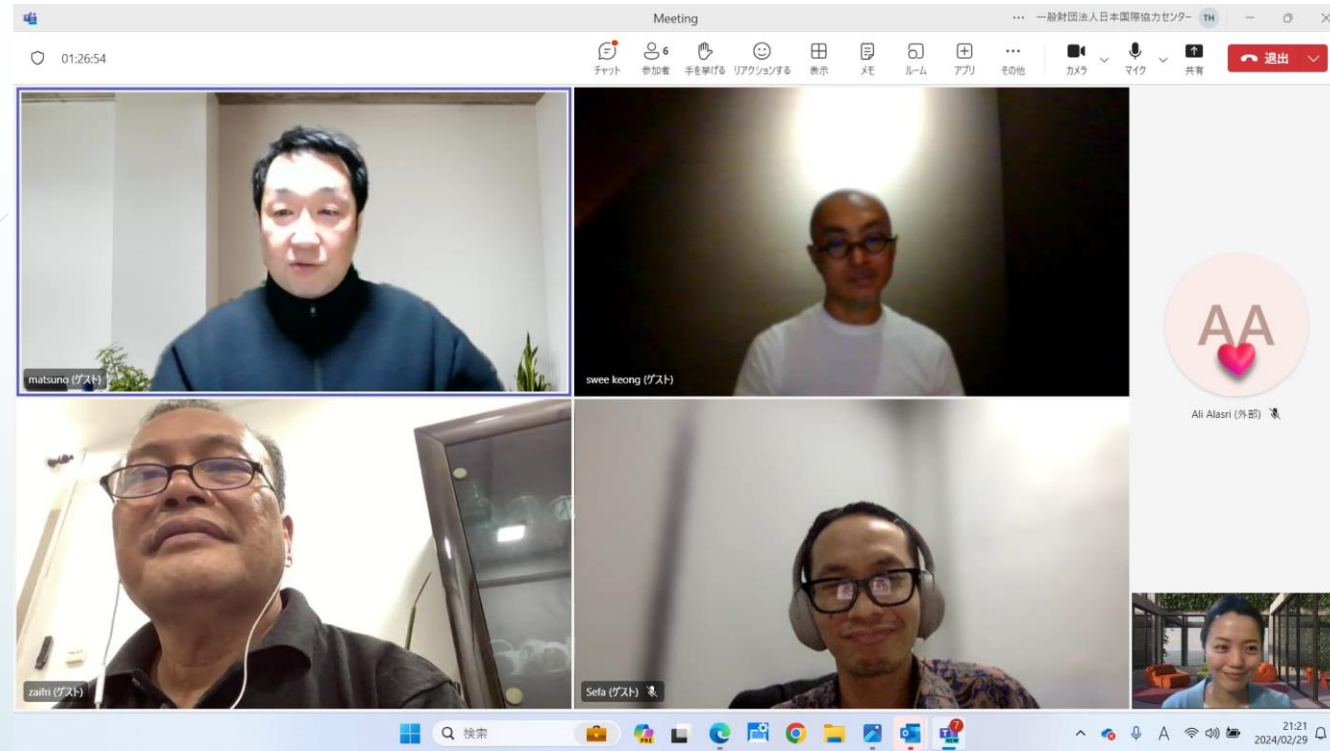 Meeting
... 一般財団法人日本国際協力センター TH
01:26:54
6
チャット 参加者 手を挙げる リアクションする 表示 メモ ルーム アプリ その他 カメラ マイク 共有 退出
matsuno (ゲスト)
swee keong (ゲスト)
AA
Ali Alasri (外部)
zaifri (ゲスト)
Sefa (ゲスト)
検索
PRE
7
NEW
A
21:21
2024/02/29